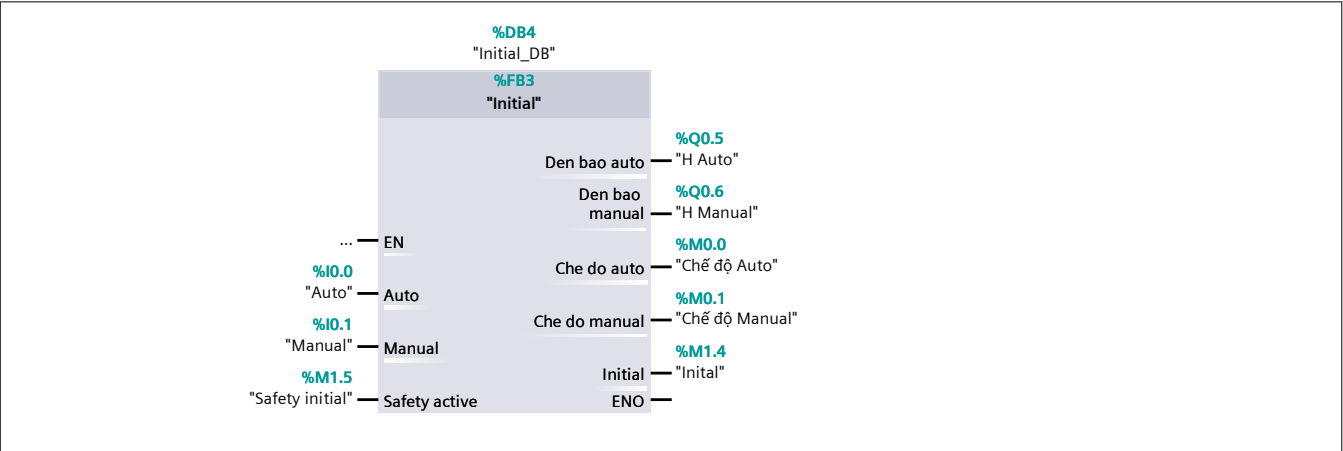 %DB4
"Initial_DB"
%FB3
"Initial"
%Q0.5
Den bao auto
"H Auto"
%Q0.6
Den bao
manual
"H Manual"
...
EN
%M0.0
Che do auto
"Chế độ Auto"
%I0.0
"Auto"
Auto
%M0.1
Che do manual
"Chế độ Manual"
%I0.1
"Manual"
Manual
%M1.4
Initial
"Inital"
%M1.5
"Safety initial"
Safety active
ENO